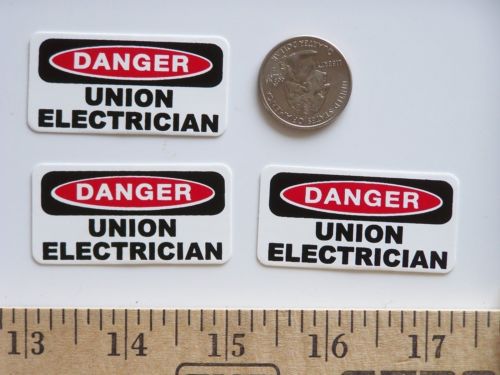 DANGER
UNION
ELECTRICIAN
DANGER
UNION
ELECTRICIAN
DANGER
UNION
ELECTRICIAN
13 14 15 16 17